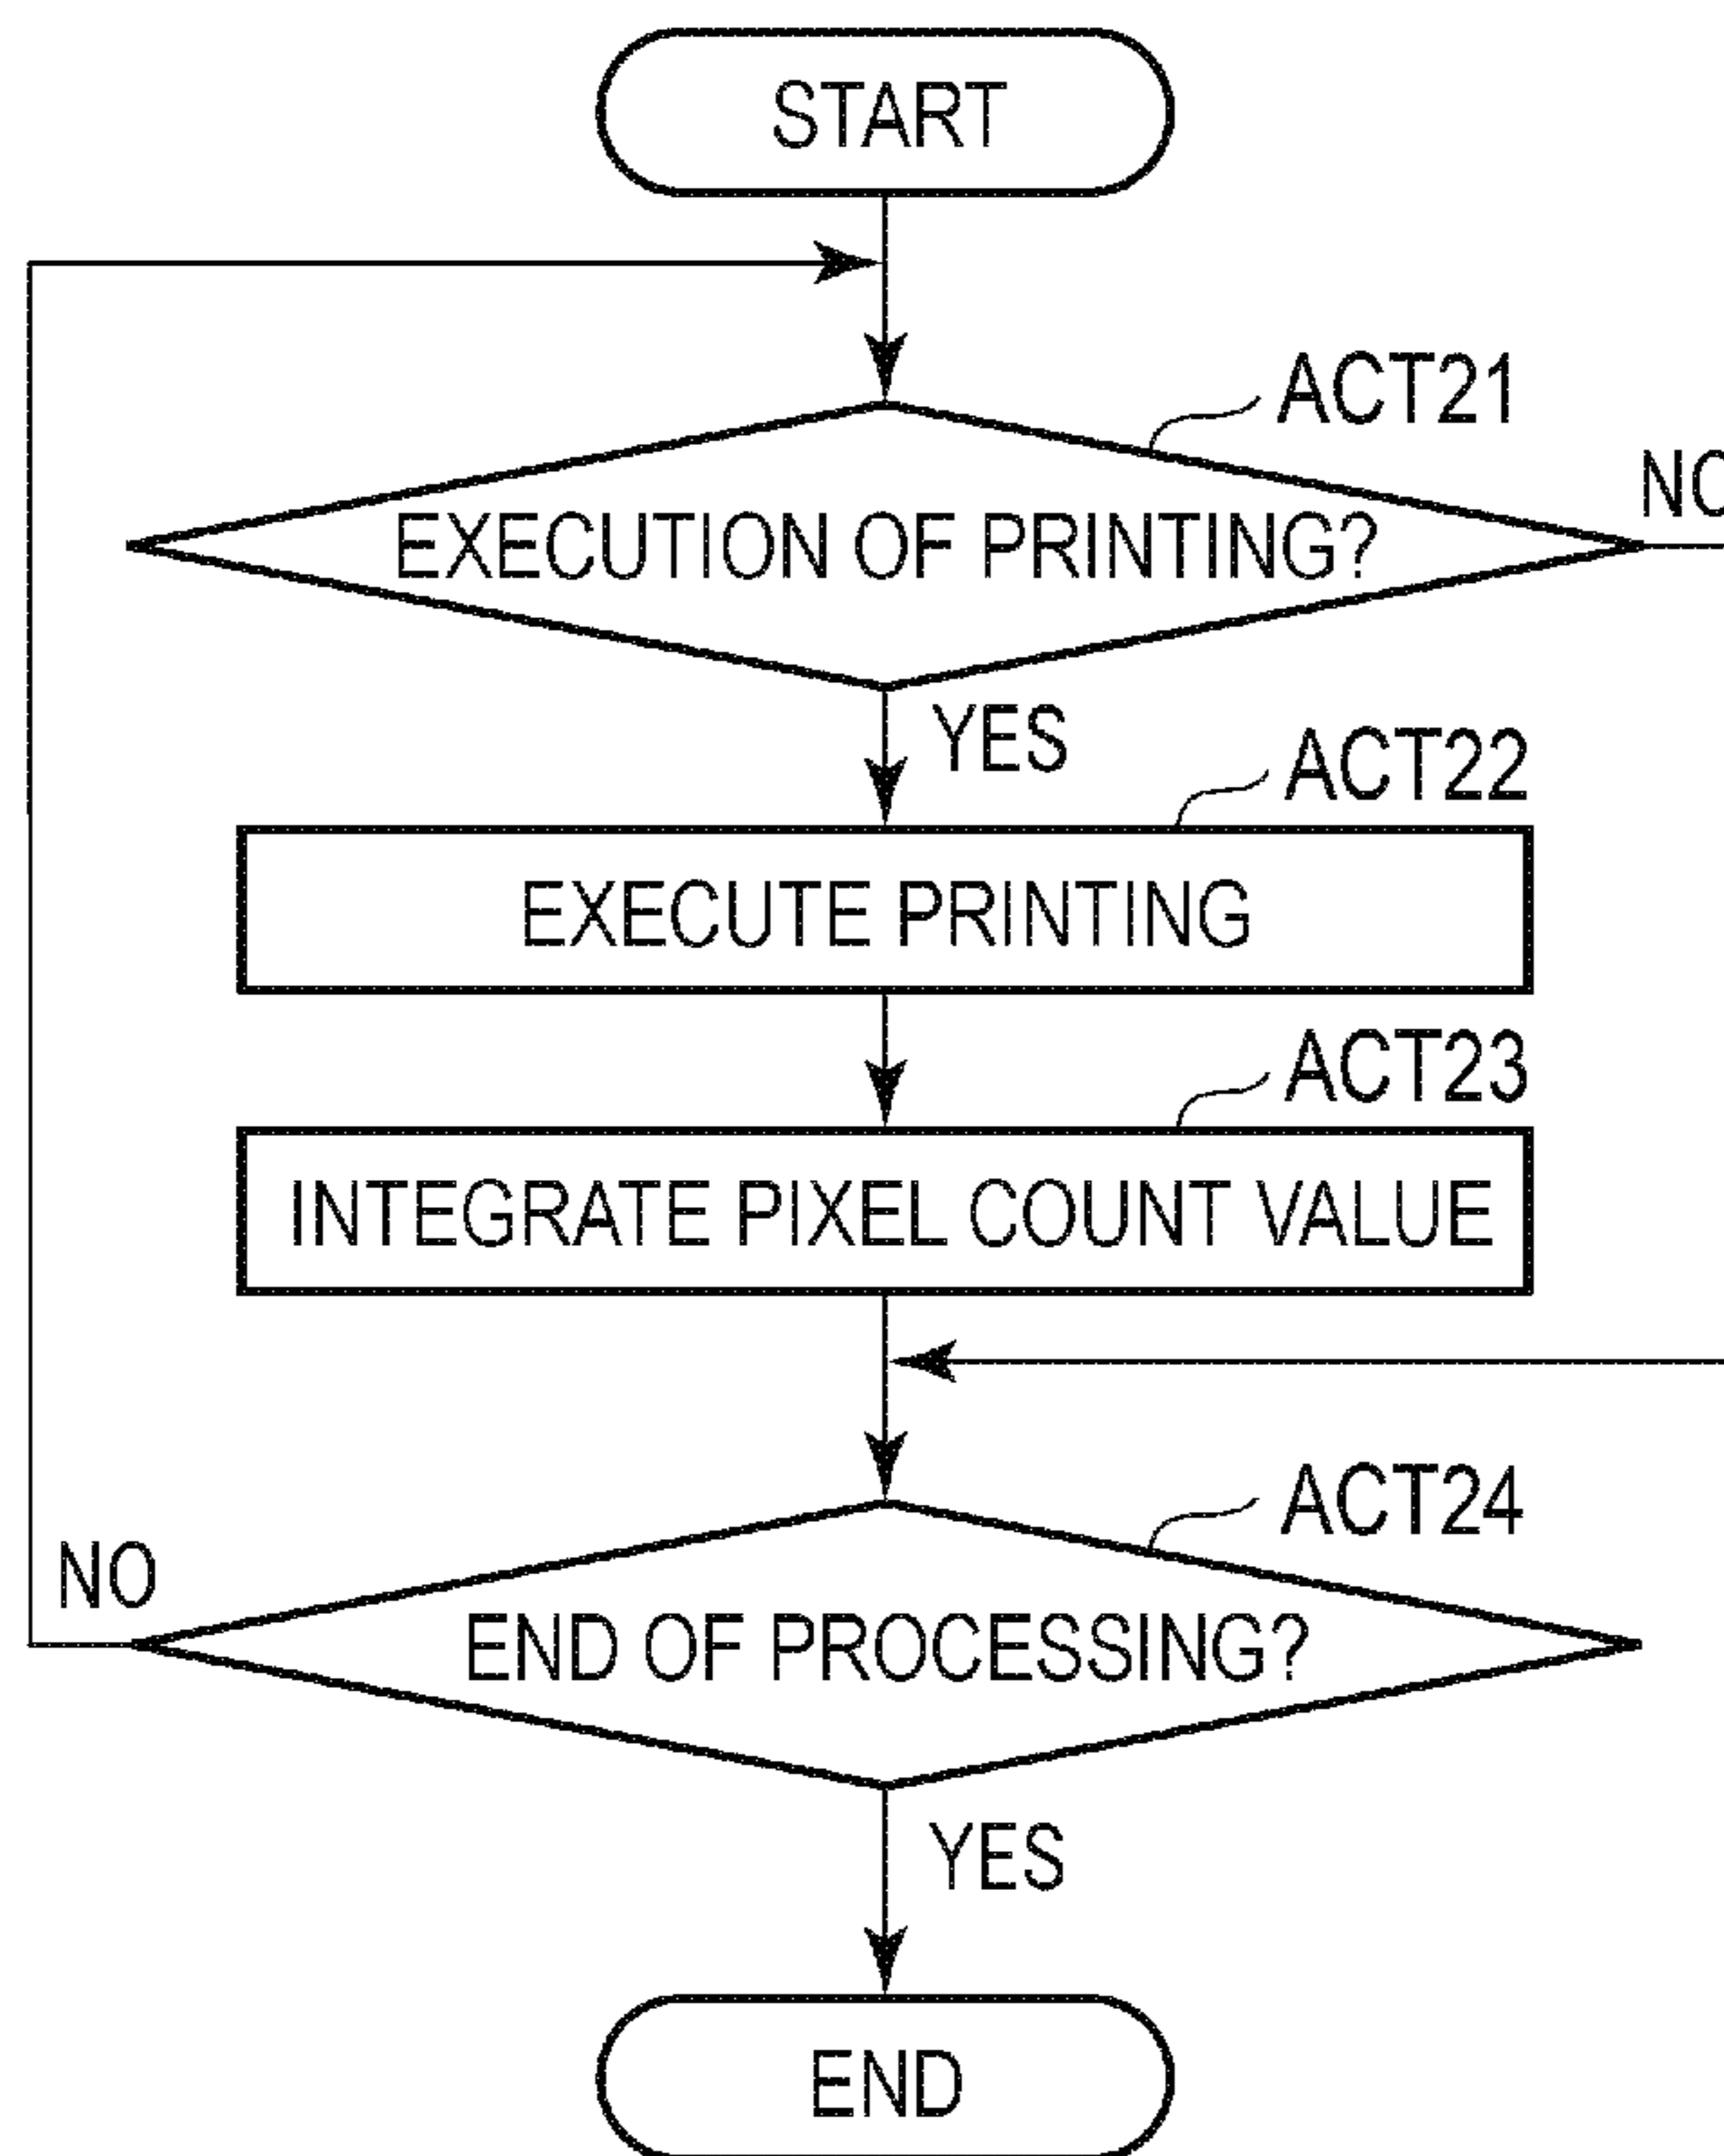 START
ACT21
NO
EXECUTION OF PRINTING?
YES
ACT22
EXECUTE PRINTING
ACT23
INTEGRATE PIXEL COUNT VALUE
ACT24
NO
END OF PROCESSING?
YES
END